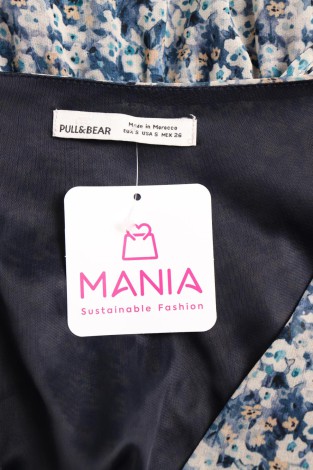 PULL&BEAR
Made in Morocco
EUR S USA S MEX 26
MANIA
Sustainable Fashion